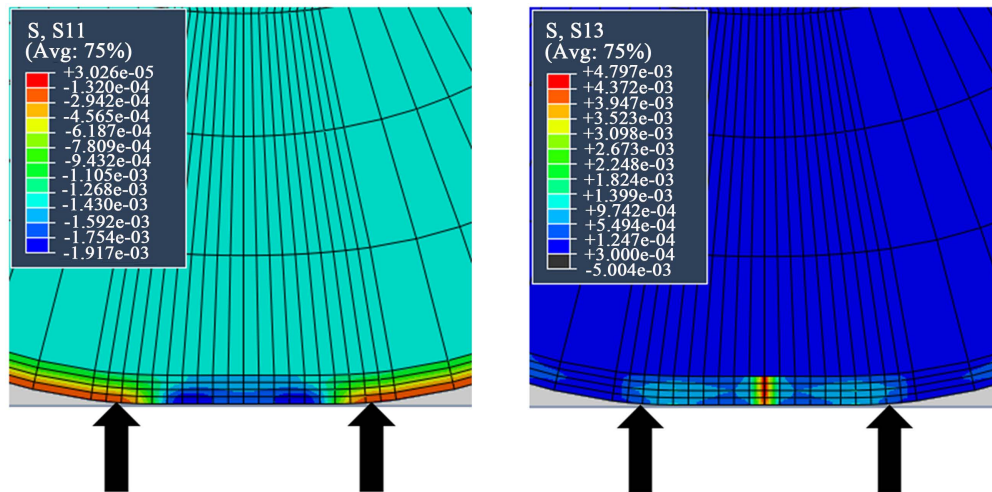 S, S11
(Avg: 75%)
+3.026e-05
-1.320e-04
-2.942e-04
-4.565e-04
-6.187e-04
-7.809e-04
-9.432e-04
-1.105e-03
-1.268e-03
-1.430e-03
-1.592e-03
-1.754e-03
-1.917e-03
S, S13
(Avg: 75%)
+4.797e-03
+4.372e-03
+3.947e-03
+3.523e-03
+3.098e-03
+2.673e-03
+2.248e-03
+1.824e-03
+1.399e-03
+9.742e-04
+5.494e-04
+1.247e-04
+3.000e-04
-5.004e-03